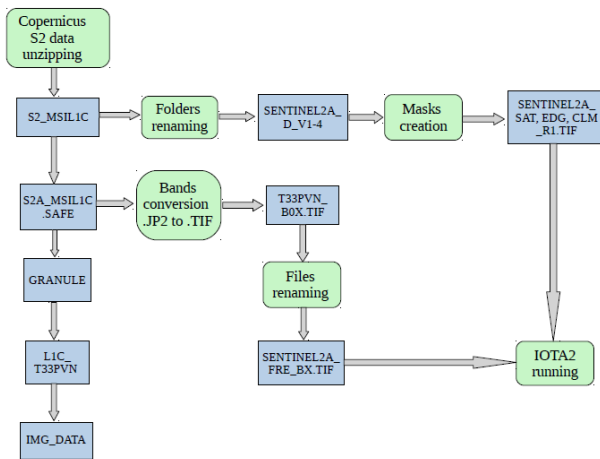 Copernicus
S2 data
unzipping
S2_MSIL1C
Folders
renaming
SENTINEL2A_
D_V1-4
Masks
creation
SENTINEL2A_
SAT, EDG, CLM
_R1.TIF
S2A_MSIL1C
.SAFE
Bands
conversion
.JP2 to .TIF
T33PVN_
B0X.TIF
GRANULE
Files
renaming
L1C_
T33PVN
SENTINEL2A_
FRE_BX.TIF
IOTA2
running
IMG_DATA